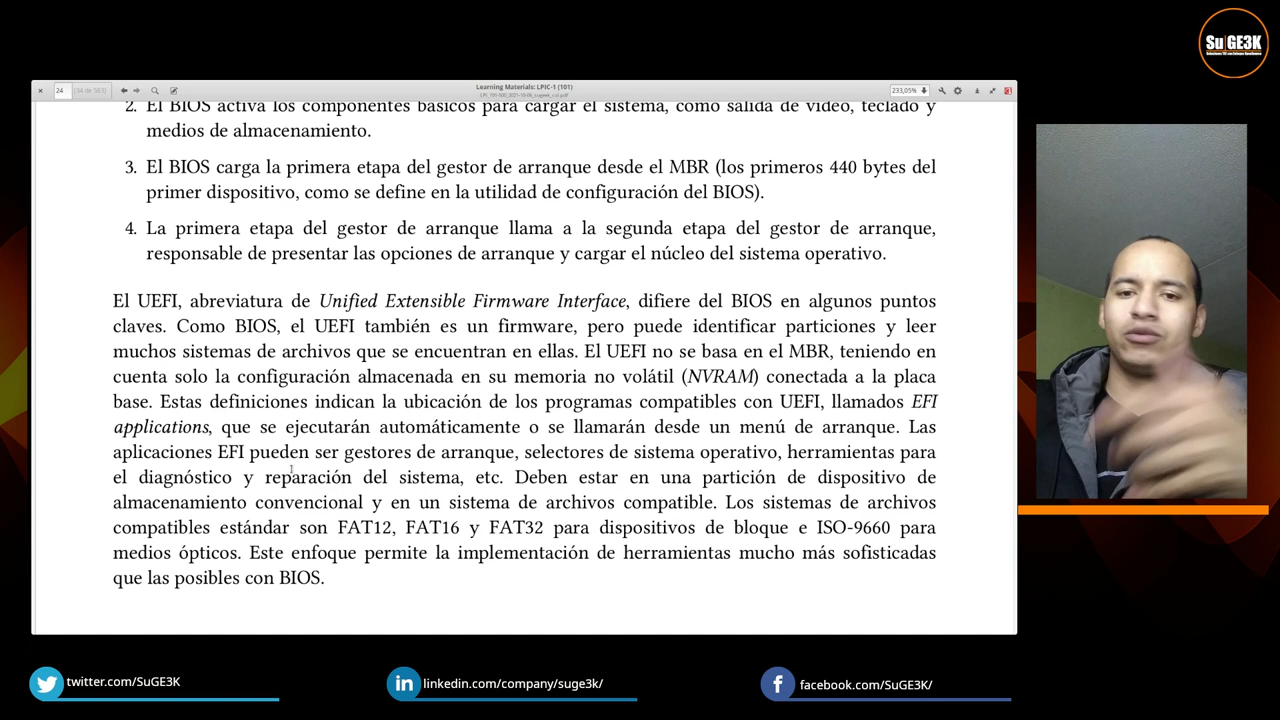 Su GE3K
24 (34 de 583)
Learning Materials: LPIC-1 (101)
233,05%
2. El BIOS activa los componentes básicos para cargar el sistema, como salida de video, teclado y
medios de almacenamiento.
3. El BIOS carga la primera etapa del gestor de arranque desde el MBR (los primeros 440 bytes del
primer dispositivo, como se define en la utilidad de configuración del BIOS).
4. La primera etapa del gestor de arranque llama a la segunda etapa del gestor de arranque,
responsable de presentar las opciones de arranque y cargar el núcleo del sistema operativo.
El UEFI, abreviatura de Unified Extensible Firmware Interface, difiere del BIOS en algunos puntos
claves. Como BIOS, el UEFI también es un firmware, pero puede identificar particiones y leer
muchos sistemas de archivos que se encuentran en ellas. El UEFI no se basa en el MBR, teniendo en
cuenta solo la configuración almacenada en su memoria no volátil (NVRAM) conectada a la placa
base. Estas definiciones indican la ubicación de los programas compatibles con UEFI, llamados EFI
applications, que se ejecutarán automáticamente o se llamarán desde un menú de arranque. Las
aplicaciones EFI pueden ser gestores de arranque, selectores de sistema operativo, herramientas para
el diagnóstico y reparación del sistema, etc. Deben estar en una partición de dispositivo de
almacenamiento convencional y en un sistema de archivos compatible. Los sistemas de archivos
compatibles estándar son FAT12, FAT16 y FAT32 para dispositivos de bloque e ISO-9660 para
medios ópticos. Este enfoque permite la implementación de herramientas mucho más sofisticadas
que las posibles con BIOS.
twitter.com/SuGE3K
linkedin.com/company/suge3k/
facebook.com/SuGE3K/